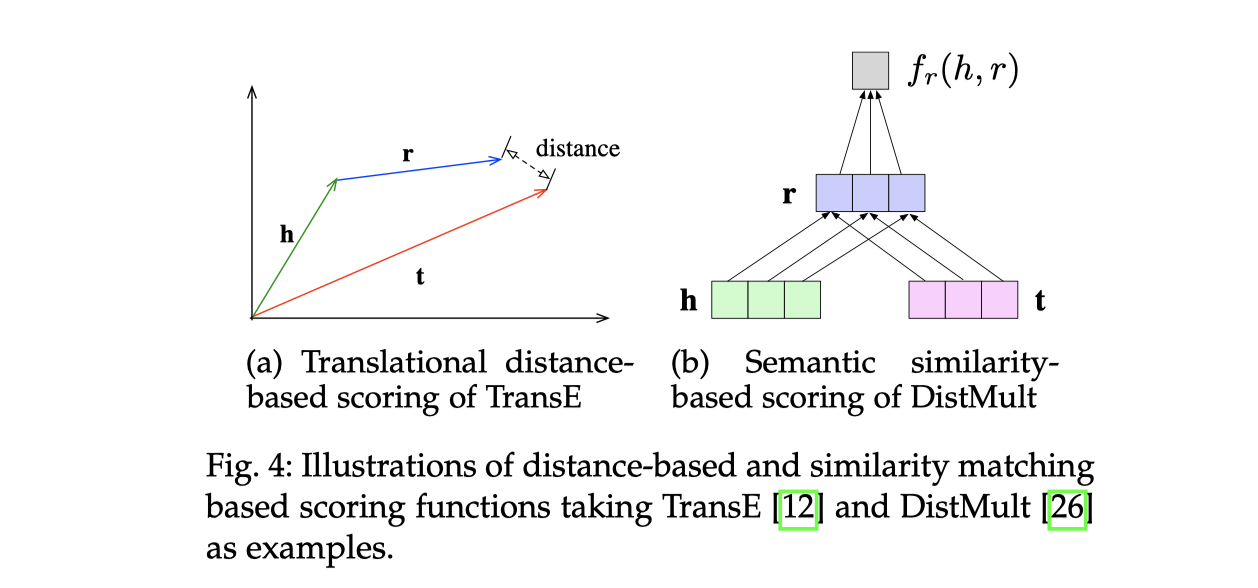 f_r(h, r)
r
distance
h
t
r
h
t
(a) Translational distance-
based scoring of TransE
(b) Semantic similarity-
based scoring of DistMult
Fig. 4: Illustrations of distance-based and similarity matching
based scoring functions taking TransE [12] and DistMult [26]
as examples.